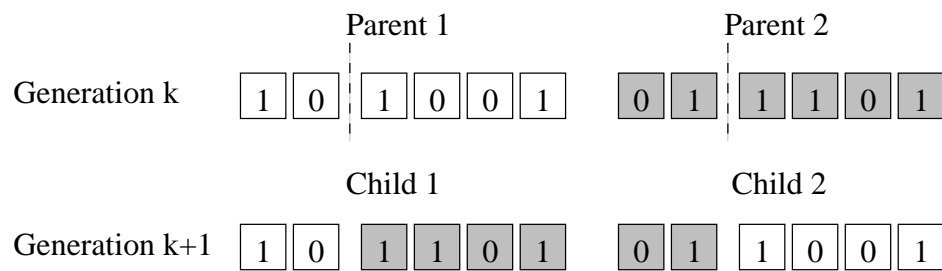 Parent 1 Parent 2
Generation k 1 0 1 0 0 1 0 1 1 1 0 1
Child 1 Child 2
Generation k+1 1 0 1 1 0 1 0 1 1 0 0 1